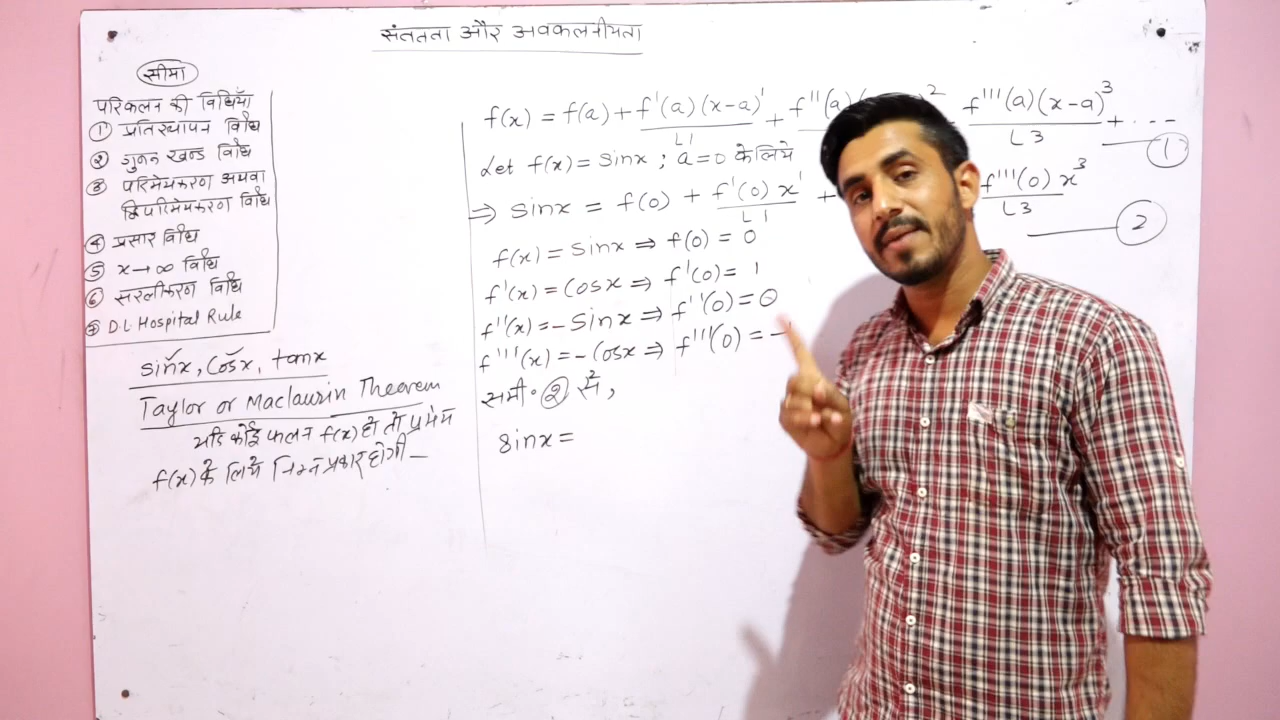 संततता और अवकलनीयता
सीमा
परिकलन की विधियाँ
① प्रतिस्थापन विधि
② गुणन खण्ड विधि
③ परिमेयकरण अथवा
द्विपरिमेयकरण विधि
④ प्रसार विधि
⑤ x→∞ विधि
⑥ सरलीकरण विधि
⑦ D.L. Hospital Rule
sinx, cosx, tanx
Taylor or Maclaurin Theorem
यदि कोई फलन f(x) हो तो प्रमेय
f(x) के लिये निम्न प्रकार होगी —
f(x) = f(a) + f'(a)(x-a)'/L1 + f''(a) 2 f'''(a)(x-a)³/L3 + ... ①
Let f(x) = sinx ; a=0 के लिये
⇒ sinx = f(0) + f'(0) x'/L1 + f'''(0) x³/L3 ②
f(x) = sinx ⇒ f(0) = 0
f'(x) = cosx ⇒ f'(0) = 1
f''(x) = - sinx ⇒ f''(0) = 0
f'''(x) = - cosx ⇒ f'''(0) = -
समी. ② से,
sinx =